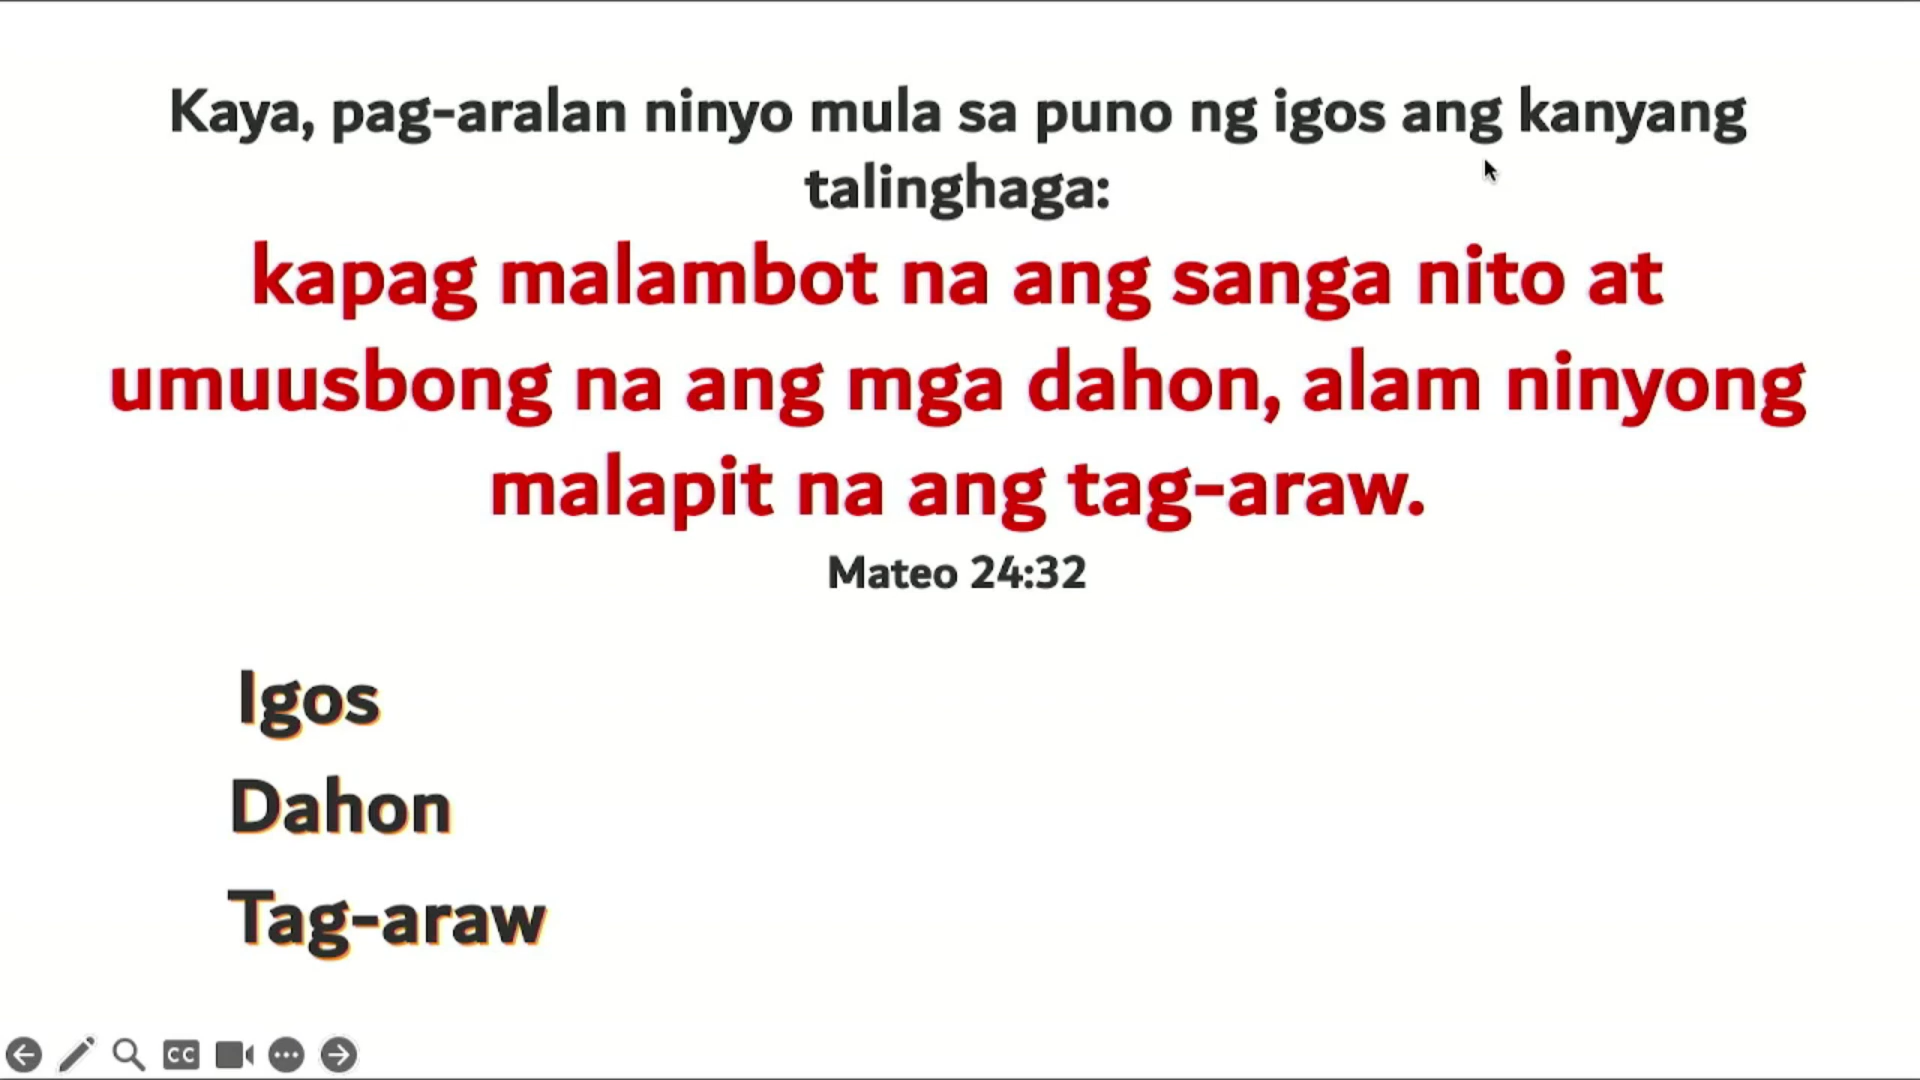 Kaya, pag-aralan ninyo mula sa puno ng igos ang kanyang
talinghaga:
kapag malambot na ang sanga nito at
umuusbong na ang mga dahon, alam ninyong
malapit na ang tag-araw.
Mateo 24:32
Igos
Dahon
Tag-araw
CC